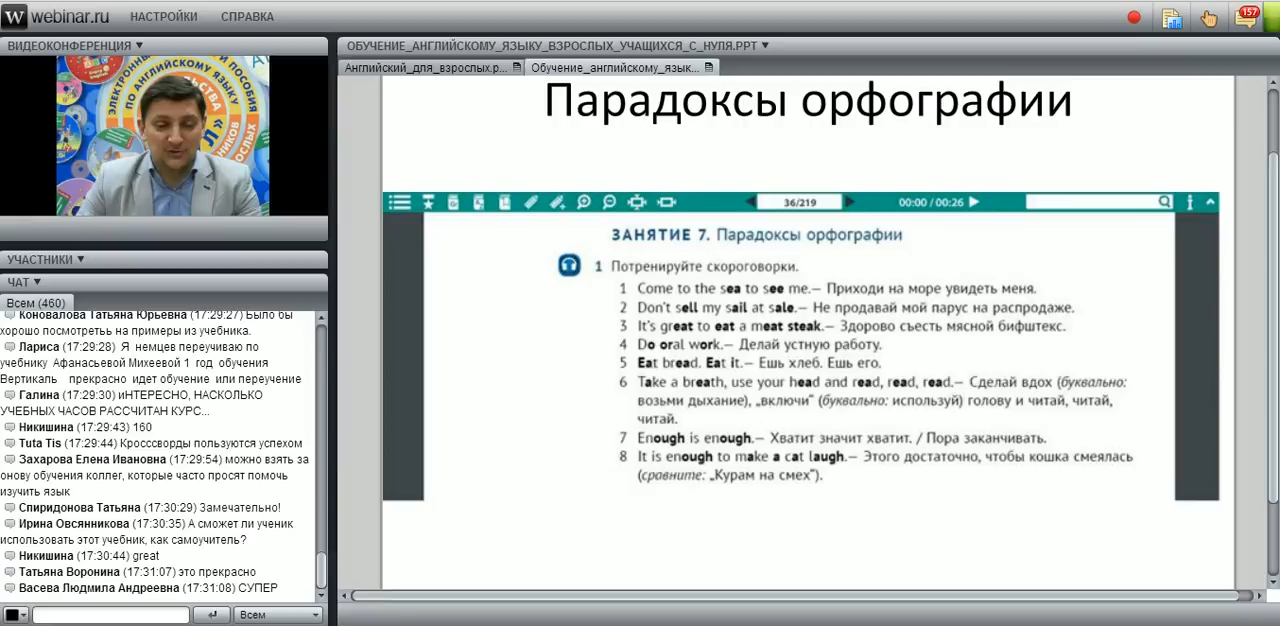 webinar.ru НАСТРОЙКИ СПРАВКА
157
ВИДЕОКОНФЕРЕНЦИЯ
ЭЛЕКТРОННЫЕ ПОСОБИЯ
ПО АНГЛИЙСКОМУ ЯЗЫКУ
УЧАСТНИКИ
ЧАТ
Всем (460)
Коновалова Татьяна Юрьевна (17:29:27) Было бы
хорошо посмотретьь на примеры из учебника.
Лариса (17:29:28) Я немцев переучиваю по
учебнику Афанасьевой Михеевой 1 год обучения
Вертикаль прекрасно идет обучение или переучение
Галина (17:29:30) иНТЕРЕСНО, НАСКОЛЬКО
УЧЕБНЫХ ЧАСОВ РАССЧИТАН КУРС...
Никишина (17:29:43) 160
Tuta Tis (17:29:44) Кросссворды пользуются успехом
Захарова Елена Ивановна (17:29:54) можно взять за
онову обучения коллег, которые часто просят помочь
изучить язык
Спиридонова Татьяна (17:30:29) Замечательно!
Ирина Овсянникова (17:30:35) А сможет ли ученик
использовать этот учебник, как самоучитель?
Никишина (17:30:44) great
Татьяна Воронина (17:31:07) это прекрасно
Васева Людмила Андреевна (17:31:08) СУПЕР
Всем
ОБУЧЕНИЕ_АНГЛИЙСКОМУ_ЯЗЫКУ_ВЗРОСЛЫХ_УЧАЩИХСЯ_С_НУЛЯ.PPT
Английский_для_взрослых.p... Обучение_английскому_язык...
Парадоксы орфографии
36/219 00:00 / 00:26
ЗАНЯТИЕ 7. Парадоксы орфографии
1 Потренируйте скороговорки.
1 Come to the sea to see me.— Приходи на море увидеть меня.
2 Don't sell my sail at sale.— Не продавай мой парус на распродаже.
3 It's great to eat a meat steak.— Здорово съесть мясной бифштекс.
4 Do oral work.— Делай устную работу.
5 Eat bread. Eat it.— Ешь хлеб. Ешь его.
6 Take a breath, use your head and read, read, read.— Сделай вдох (буквально:
возьми дыхание), „включи“ (буквально: используй) голову и читай, читай,
читай.
7 Enough is enough.— Хватит значит хватит. / Пора заканчивать.
8 It is enough to make a cat laugh.— Этого достаточно, чтобы кошка смеялась
(сравните: „Курам на смех“).